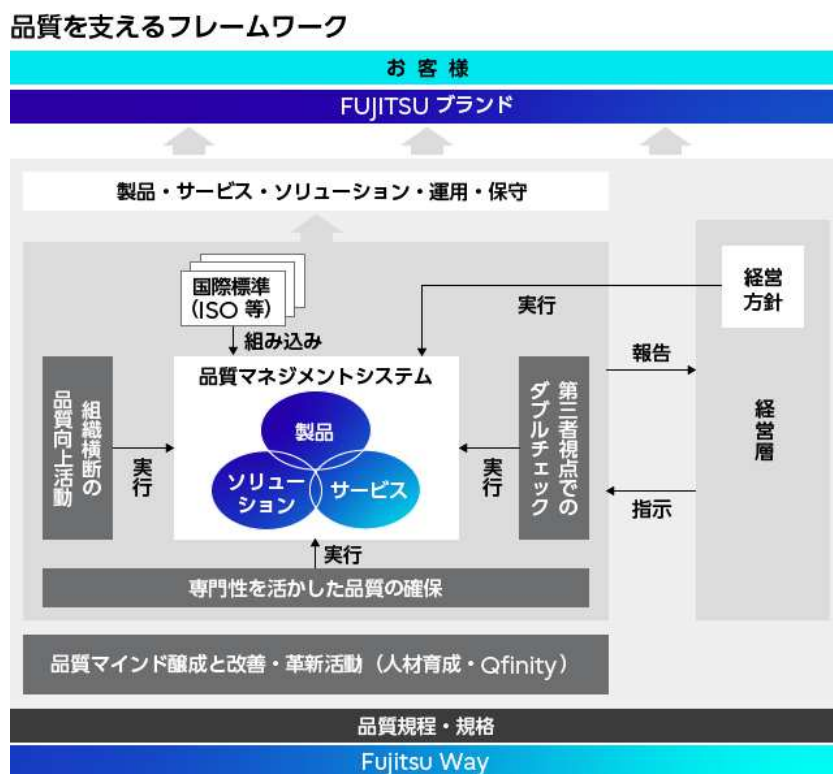 品質を支えるフレームワーク
お客様
FUJITSU ブランド
製品・サービス・ソリューション・運用・保守
国際標準
(ISO 等)
組み込み
実行
経営
方針
報告
品質マネジメントシステム
組織横断の
品質向上活動
実行
製品
ソリュー
ション
サービス
実行
第三者視点での
ダブルチェック
経営層
指示
実行
専門性を活かした品質の確保
品質マインド醸成と改善・革新活動（人材育成・Qfinity）
品質規程・規格
Fujitsu Way